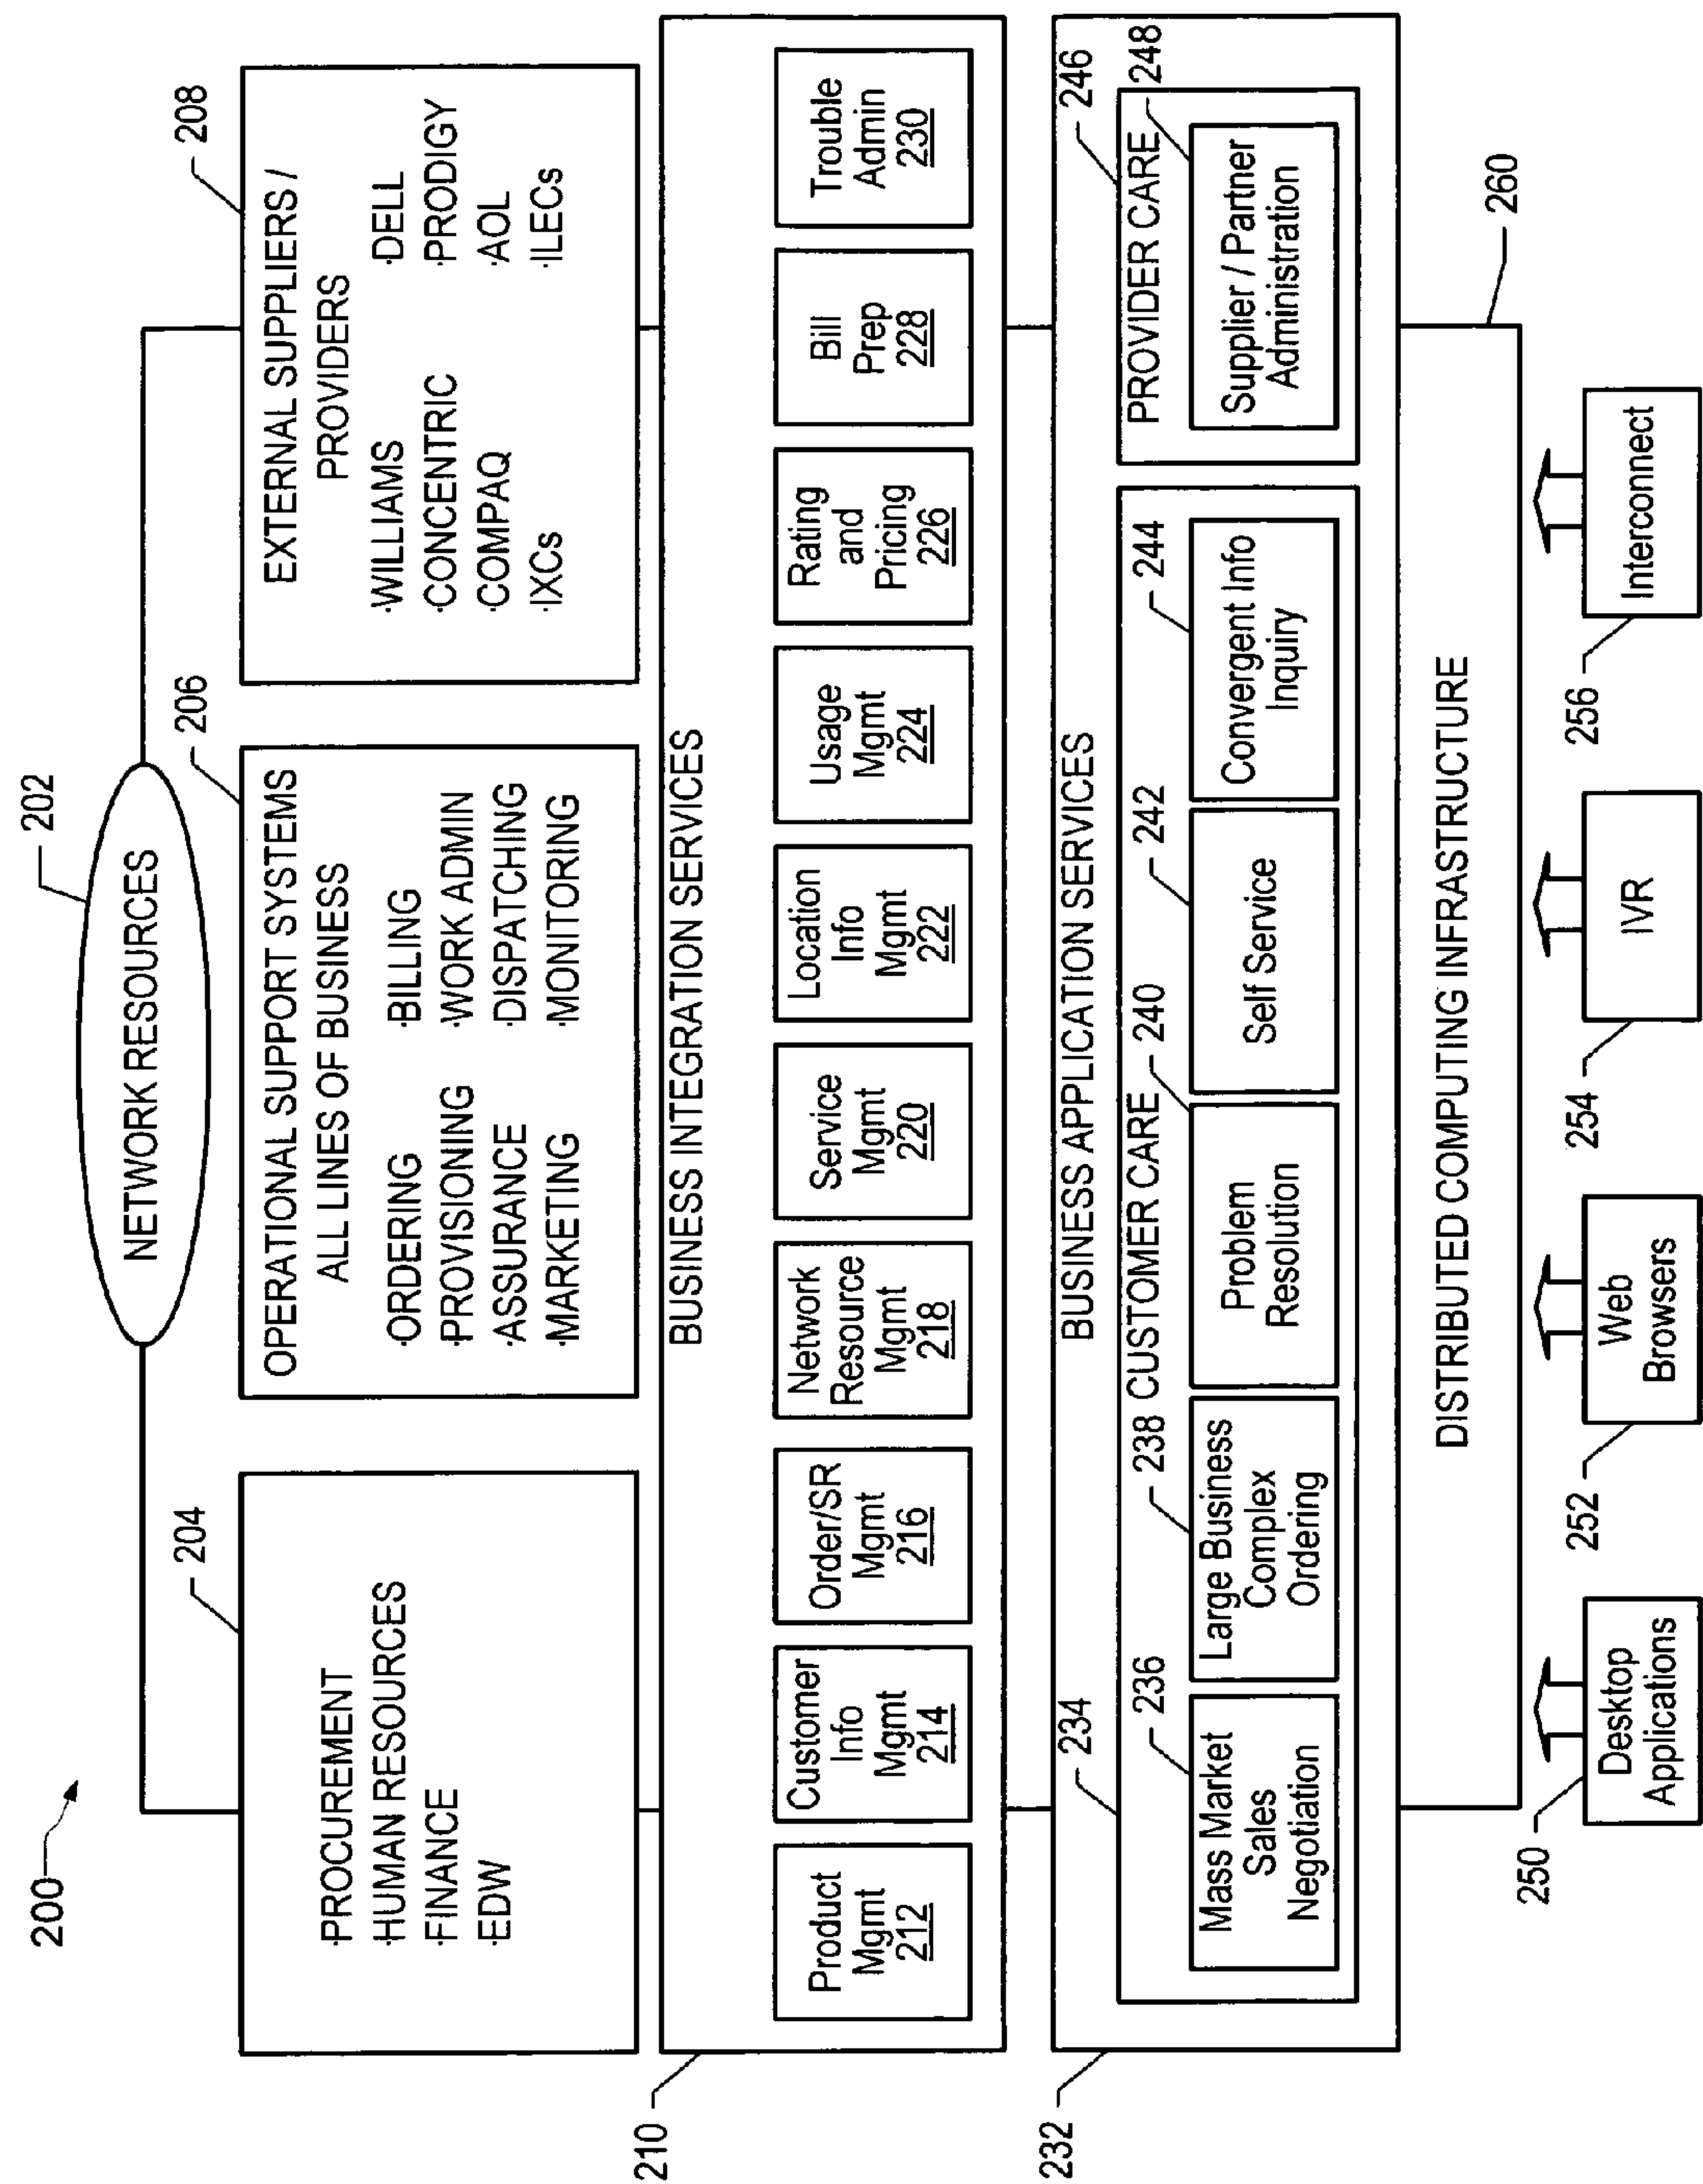 200
202
NETWORK RESOURCES
204
·PROCUREMENT
·HUMAN RESOURCES
·FINANCE
·EDW
206
OPERATIONAL SUPPORT SYSTEMS
ALL LINES OF BUSINESS
·ORDERING
·PROVISIONING
·ASSURANCE
·MARKETING
·BILLING
·WORK ADMIN
·DISPATCHING
·MONITORING
208
EXTERNAL SUPPLIERS /
PROVIDERS
·WILLIAMS
·CONCENTRIC
·COMPAQ
·IXCs
·DELL
·PRODIGY
·AOL
·ILECs
210
BUSINESS INTEGRATION SERVICES
Product
Mgmt
212
Customer
Info
Mgmt
214
Order/SR
Mgmt
216
Network
Resource
Mgmt
218
Service
Mgmt
220
Location
Info
Mgmt
222
Usage
Mgmt
224
Rating
and
Pricing
226
Bill
Prep
228
Trouble
Admin
230
232
BUSINESS APPLICATION SERVICES
234
CUSTOMER CARE
236
Mass Market
Sales
Negotiation
238
Large Business
Complex
Ordering
240
Problem
Resolution
242
Self Service
244
Convergent Info
Inquiry
246
PROVIDER CARE
248
Supplier / Partner
Administration
DISTRIBUTED COMPUTING INFRASTRUCTURE
260
250
Desktop
Applications
252
Web
Browsers
254
IVR
256
Interconnect